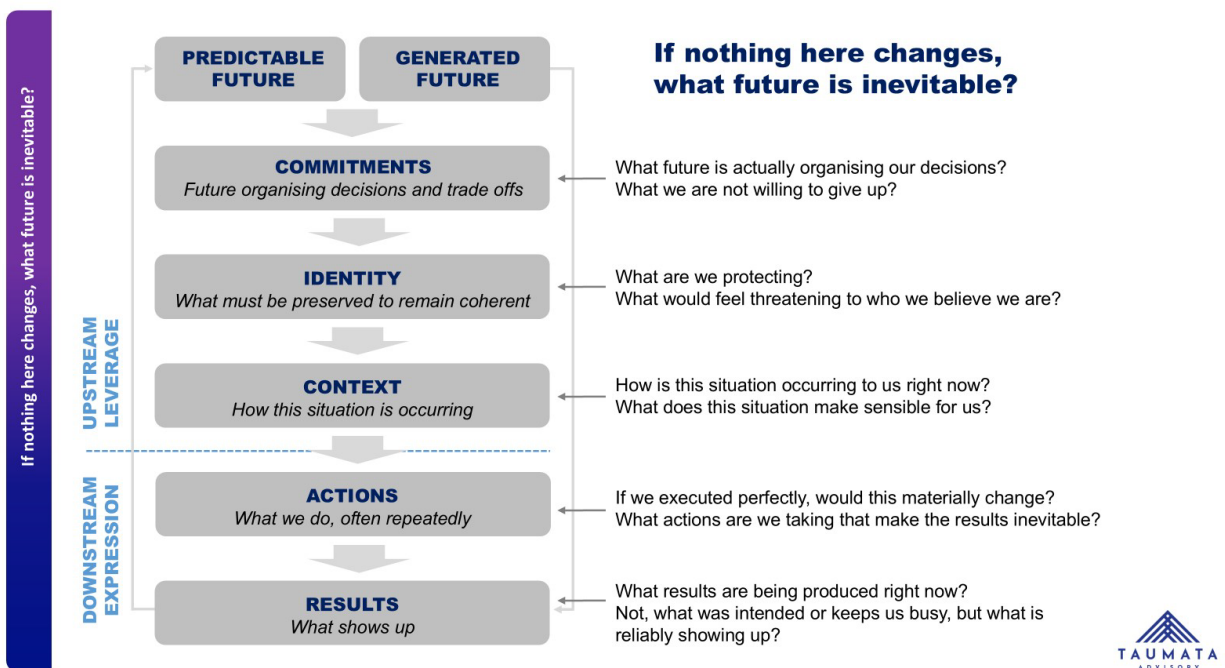 If nothing here changes, what future is inevitable?
PREDICTABLE
FUTURE
GENERATED
FUTURE
If nothing here changes,
what future is inevitable?
COMMITMENTS
Future organising decisions and trade offs
What future is actually organising our decisions?
What we are not willing to give up?
IDENTITY
What must be preserved to remain coherent
What are we protecting?
What would feel threatening to who we believe we are?
UPSTREAM
LEVERAGE
CONTEXT
How this situation is occurring
How is this situation occurring to us right now?
What does this situation make sensible for us?
DOWNSTREAM
EXPRESSION
ACTIONS
What we do, often repeatedly
If we executed perfectly, would this materially change?
What actions are we taking that make the results inevitable?
RESULTS
What shows up
What results are being produced right now?
Not, what was intended or keeps us busy, but what is
reliably showing up?
TAUMATA
ADVISORY